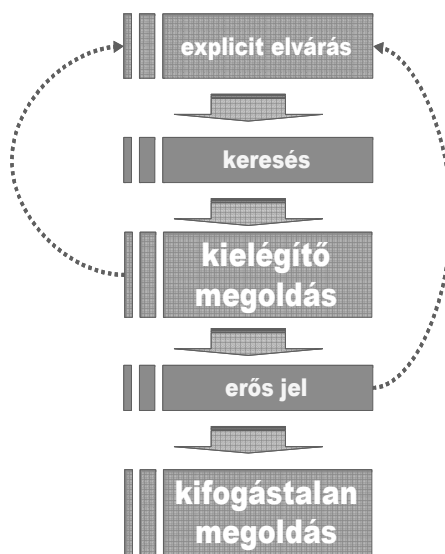 explicit elvárás
keresés
kielégítő
megoldás
erős jel
kifogástalan
megoldás